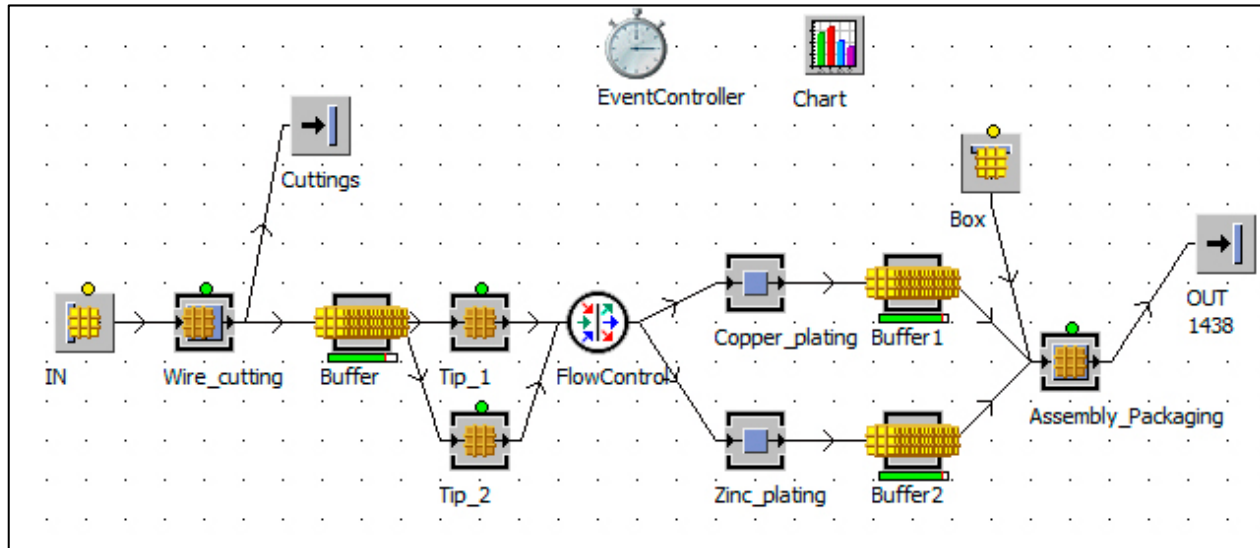 EventController
Chart
Cuttings
Box
IN
Wire_cutting
Buffer
Tip_1
FlowControl
Copper_plating
Buffer1
OUT
1438
Assembly_Packaging
Tip_2
Zinc_plating
Buffer2